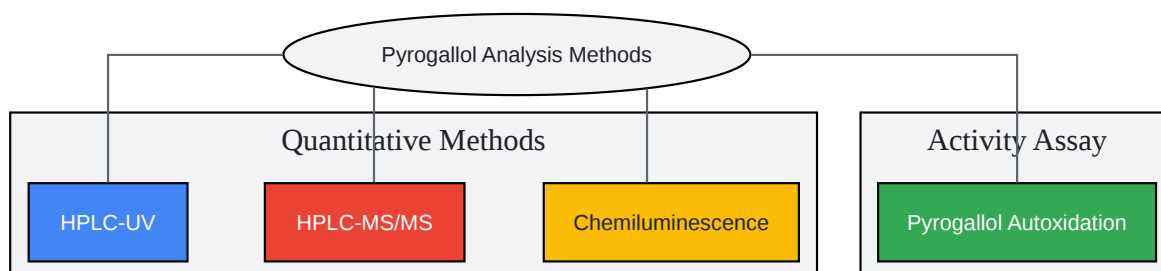 Pyrogallol Analysis Methods
Quantitative Methods
Activity Assay
HPLC-UV
HPLC-MS/MS
Chemiluminescence
Pyrogallol Autoxidation